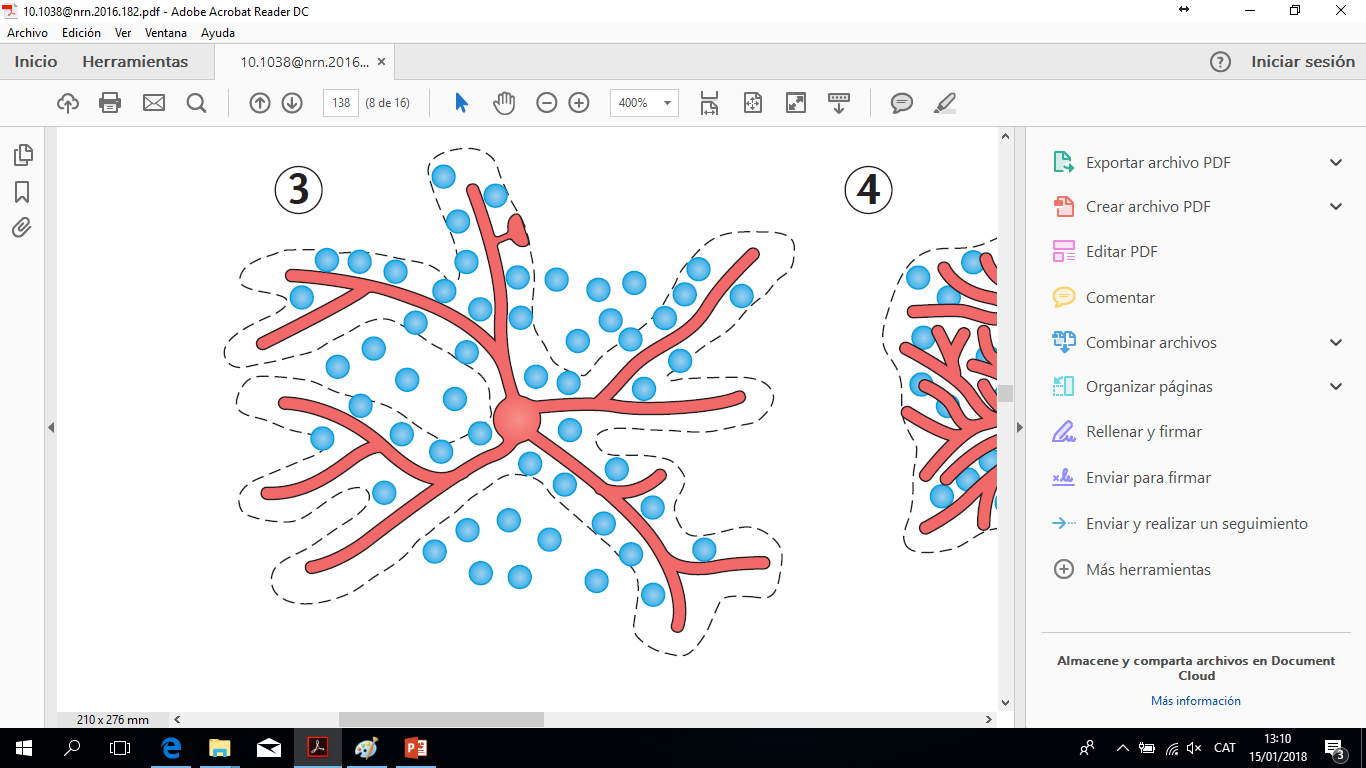 10.1038@nrn.2016.182.pdf - Adobe Acrobat Reader DC
Archivo Edición Ver Ventana Ayuda
Inicio Herramientas 10.1038@nrn.2016... × ? Iniciar sesión
138 (8 de 16) 400%
3
4
Exportar archivo PDF
Crear archivo PDF
Editar PDF
Comentar
Combinar archivos
Organizar páginas
Rellenar y firmar
Enviar para firmar
Enviar y realizar un seguimiento
Más herramientas
Almacene y comparta archivos en Document
Cloud
Más información
210 x 276 mm
CAT
13:10
15/01/2018
3